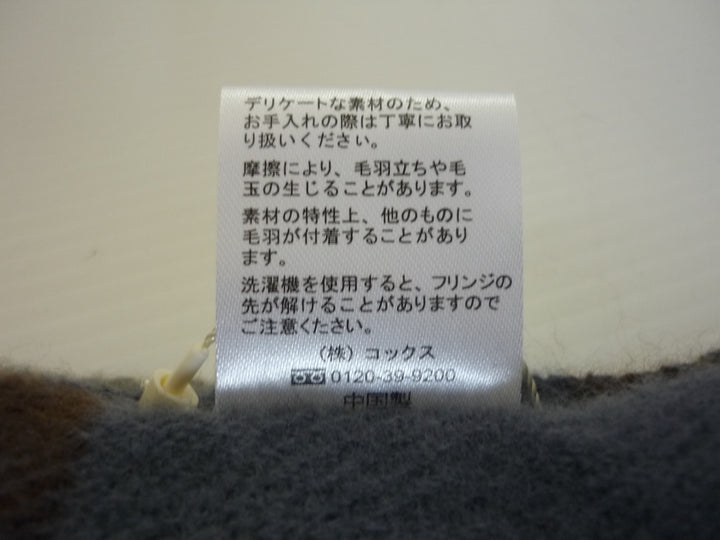 デリケートな素材のため、
お手入れの際は丁寧にお取
り扱いください。
摩擦により、毛羽立ちや毛
玉の生じることがあります。
素材の特性上、他のものに
毛羽が付着することがあり
ます。
洗濯機を使用すると、フリンジの
先が解けることがありますので
ご注意ください。
（株）コックス
0120-39-9200
中国製